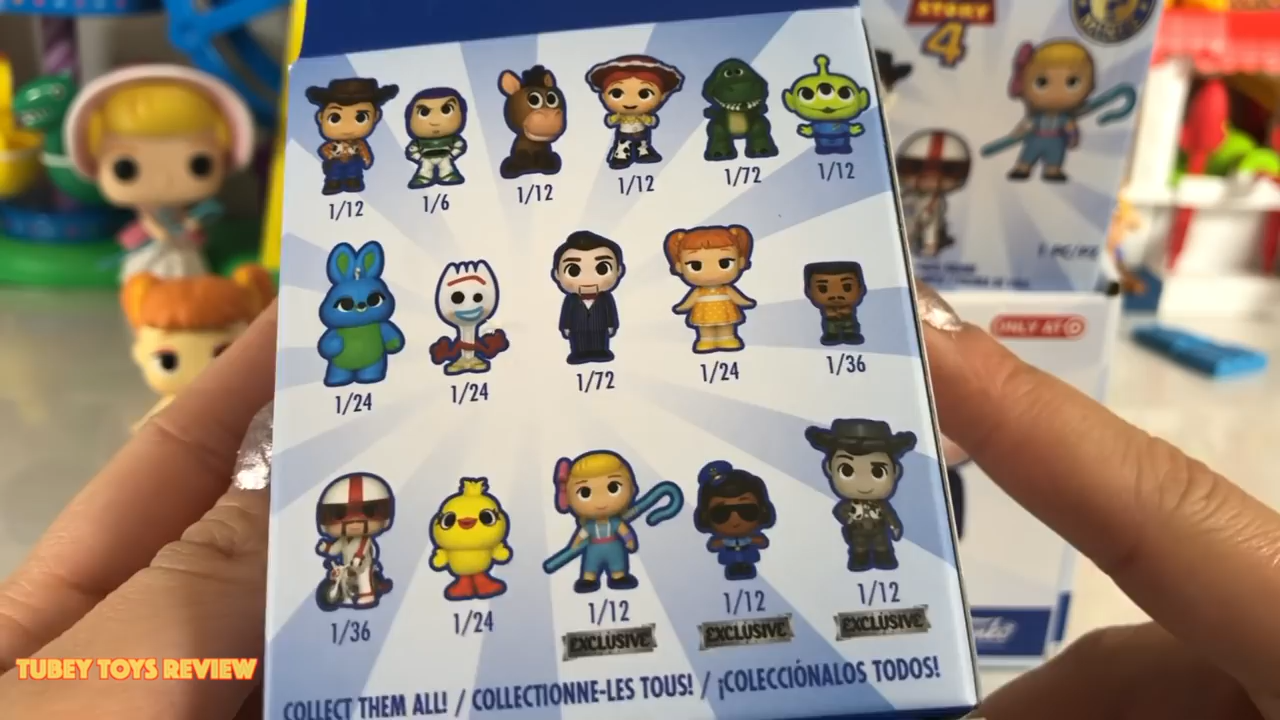 STORY
4
1/12 1/6 1/12 1/12 1/72 1/12
1/24 1/24 1/72 1/24 1/36
1/36 1/24 1/12 1/12 1/12
EXCLUSIVE EXCLUSIVE EXCLUSIVE
COLLECT THEM ALL! / COLLECTIONNE-LES TOUS! / ¡COLECCIÓNALOS TODOS!
ONLY AT
TUBEY TOYS REVIEW